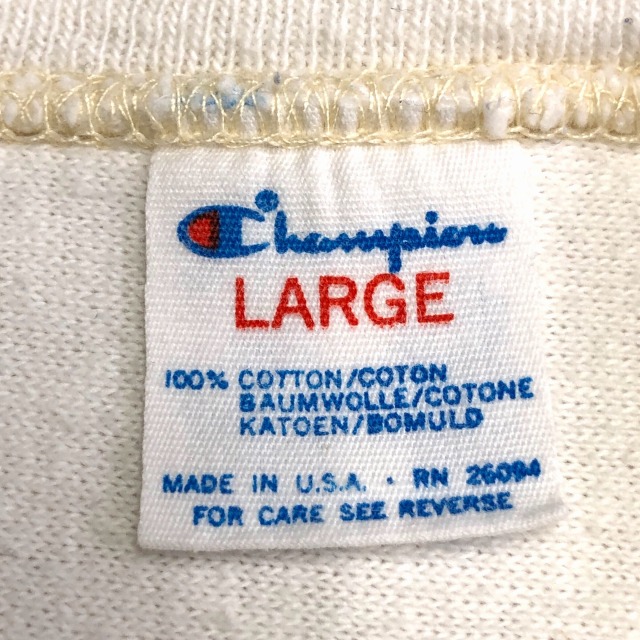 Champion
LARGE
100% COTTON/COTON
BAUMWOLLE/COTONE
KATOEN/BOMULD
MADE IN U.S.A. · RN 26094
FOR CARE SEE REVERSE